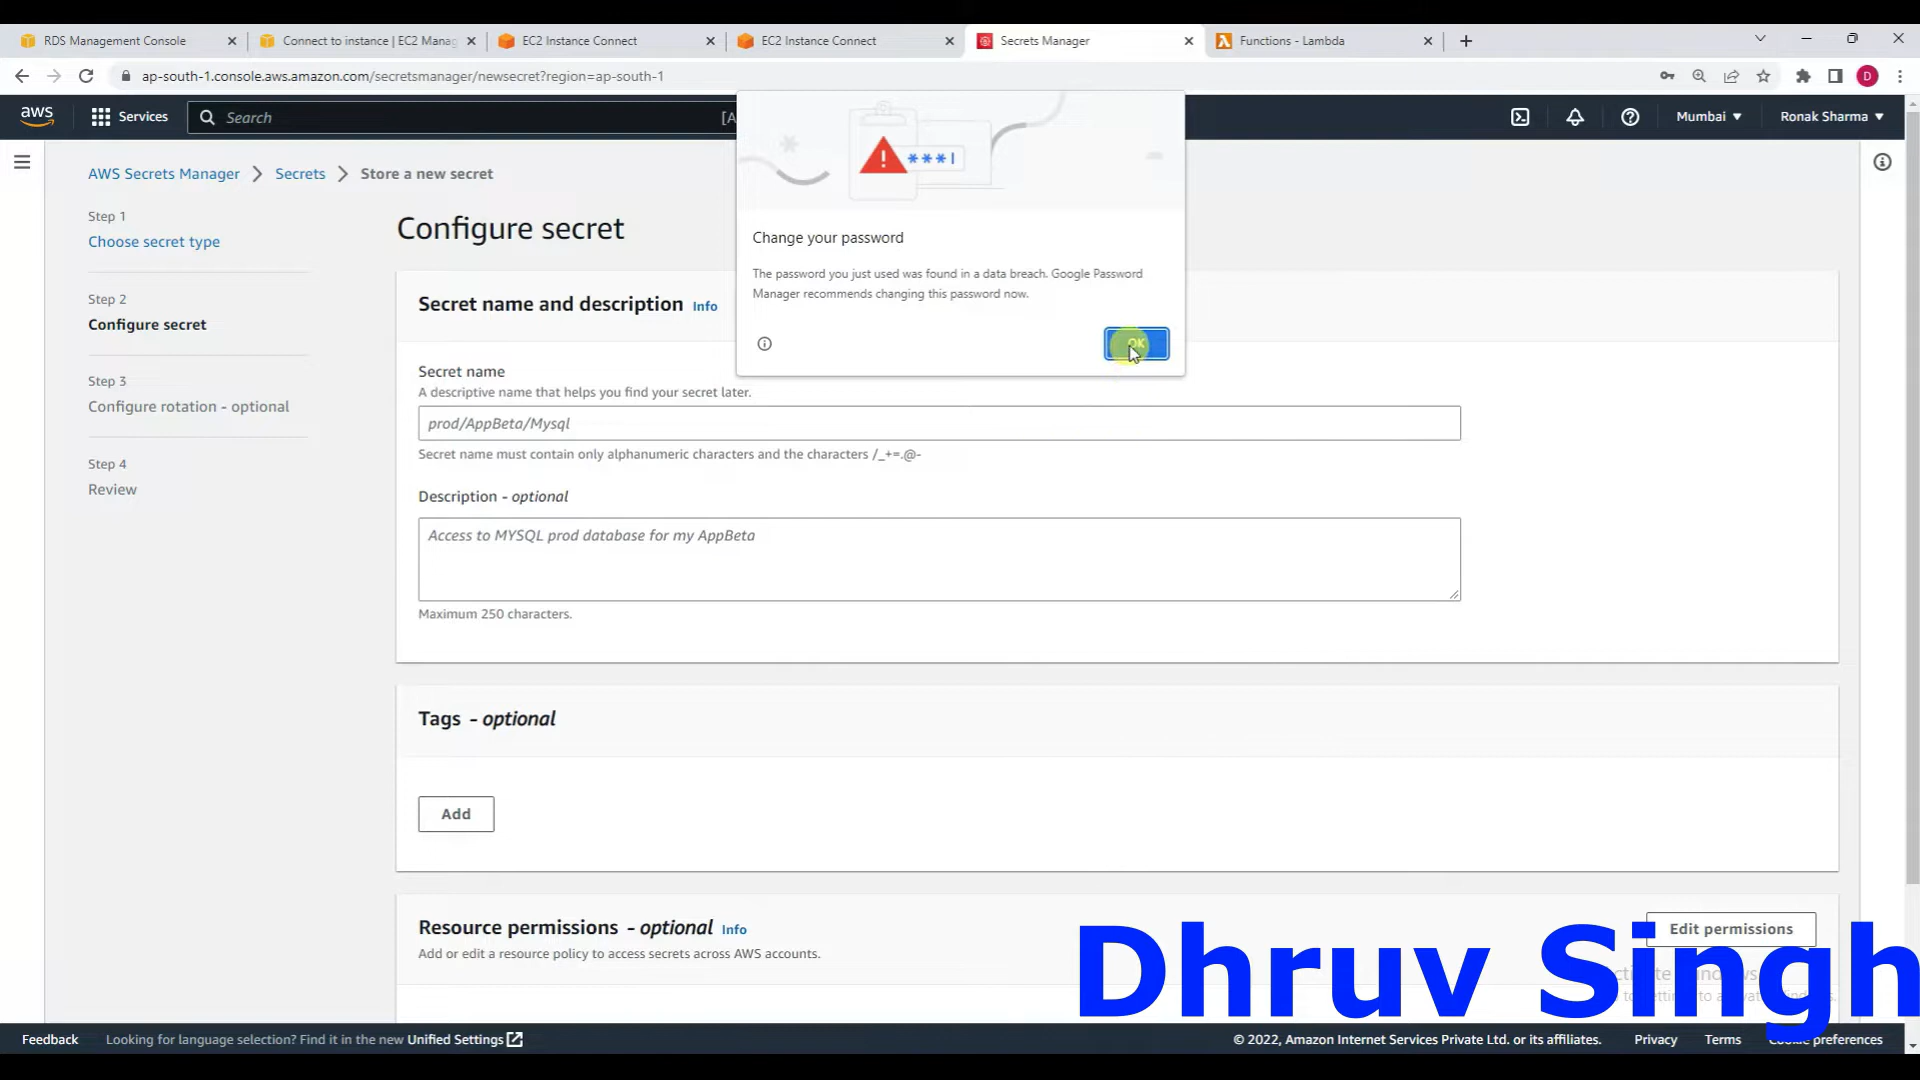 RDS Management Console
Connect to instance | EC2 Manag
EC2 Instance Connect
EC2 Instance Connect
Secrets Manager
Functions - Lambda
ap-south-1.console.aws.amazon.com/secretsmanager/newsecret?region=ap-south-1
D
aws
Services
Search
[A
Mumbai
Ronak Sharma
AWS Secrets Manager > Secrets > Store a new secret
Step 1
Choose secret type
Step 2
Configure secret
Step 3
Configure rotation - optional
Step 4
Review
Configure secret
***|
Change your password
The password you just used was found in a data breach. Google Password
Manager recommends changing this password now.
OK
Secret name and description Info
Secret name
A descriptive name that helps you find your secret later.
prod/AppBeta/Mysql
Secret name must contain only alphanumeric characters and the characters /_+=.@-
Description - optional
Access to MYSQL prod database for my AppBeta
Maximum 250 characters.
Tags - optional
Add
Resource permissions - optional Info
Add or edit a resource policy to access secrets across AWS accounts.
Edit permissions
Dhruv Singh
Feedback
Looking for language selection? Find it in the new Unified Settings
© 2022, Amazon Internet Services Private Ltd. or its affiliates.
Privacy
Terms
preferences